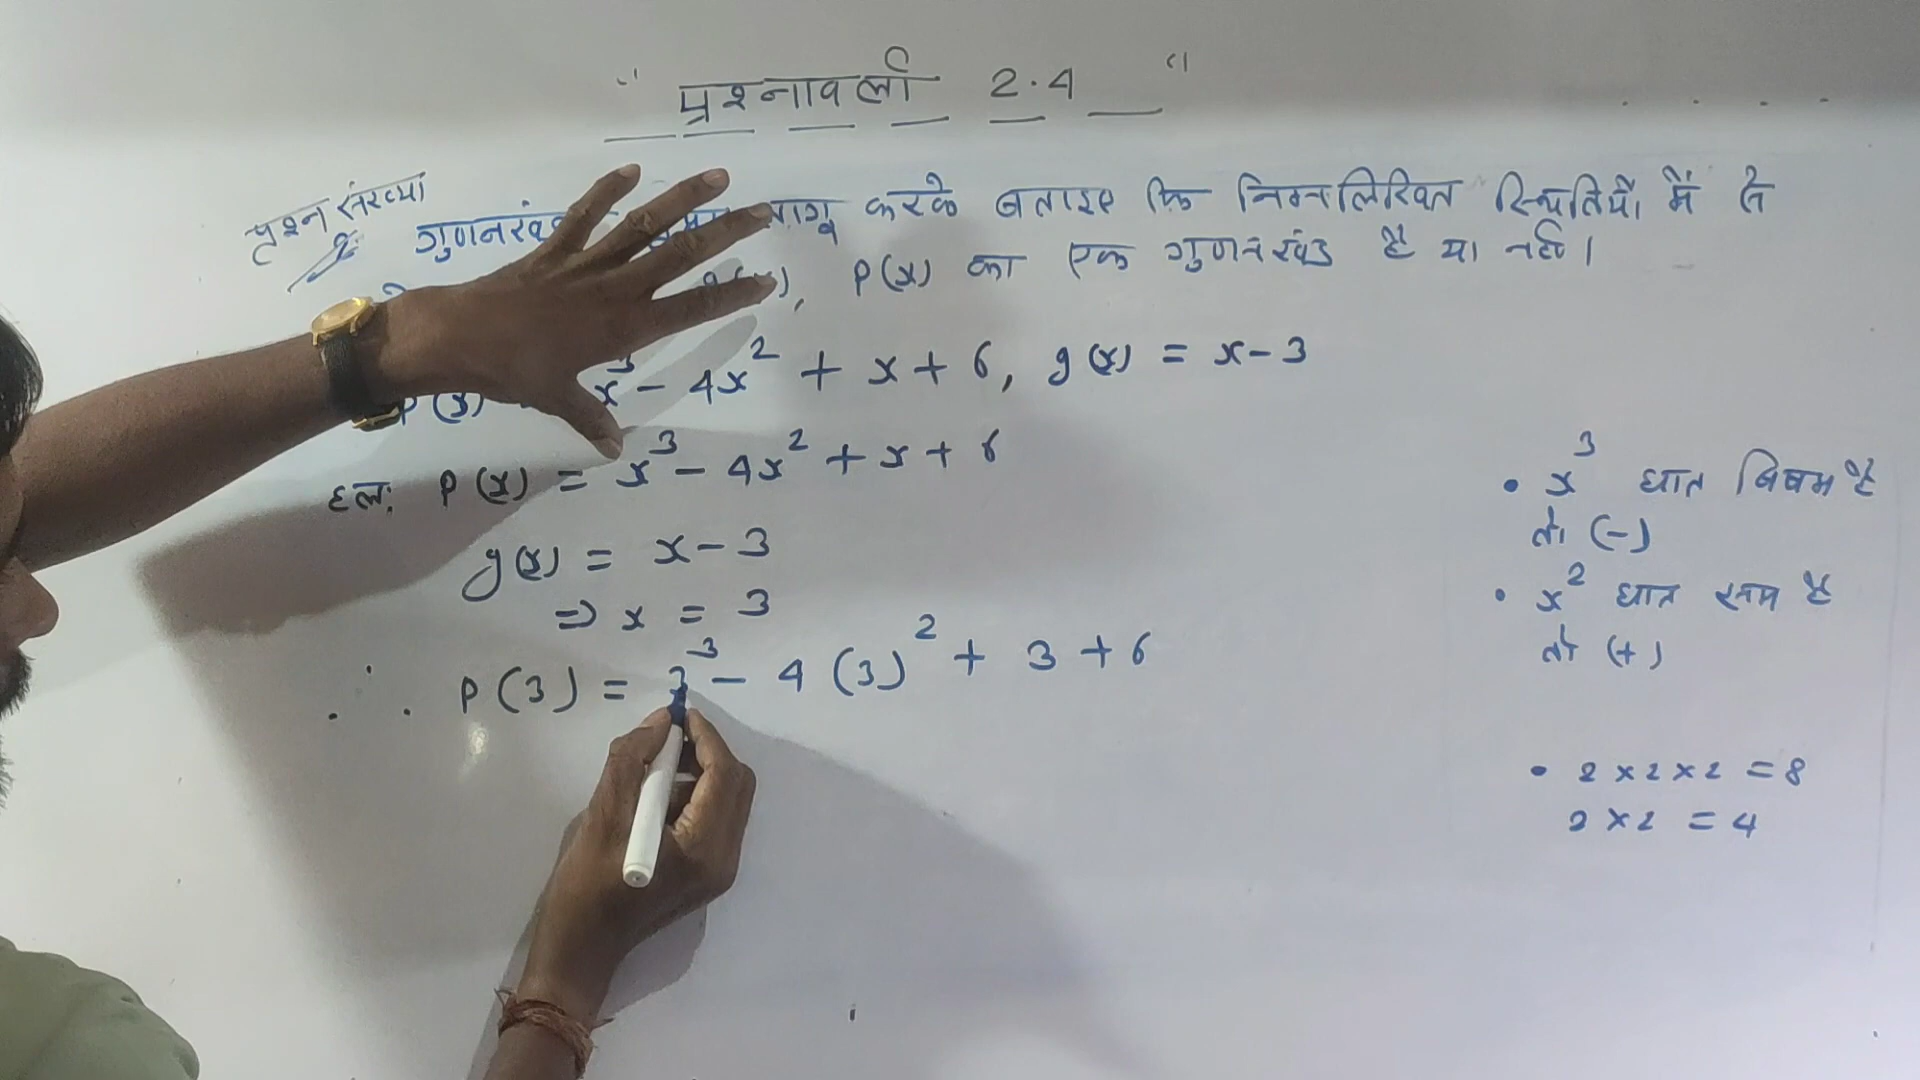 " प्रश्नावली 2.4 "
प्रश्न संख्या
गुणनखंड लागू करके बताइए कि निम्नलिखित स्थितियों में से
g(x), P(x) का एक गुणनखंड है या नहीं।
P(x) x³ - 4x² + x + 6, g(x) = x - 3
हल: P(x) = x³ - 4x² + x + 6
g(x) = x - 3
⇒ x = 3
∴ P(3) = 3³ - 4(3)² + 3 + 6
• x³ घात विषम है
तो (-)
• x² घात सम है
तो (+)
• 2 × 2 × 2 = 8
2 × 2 = 4